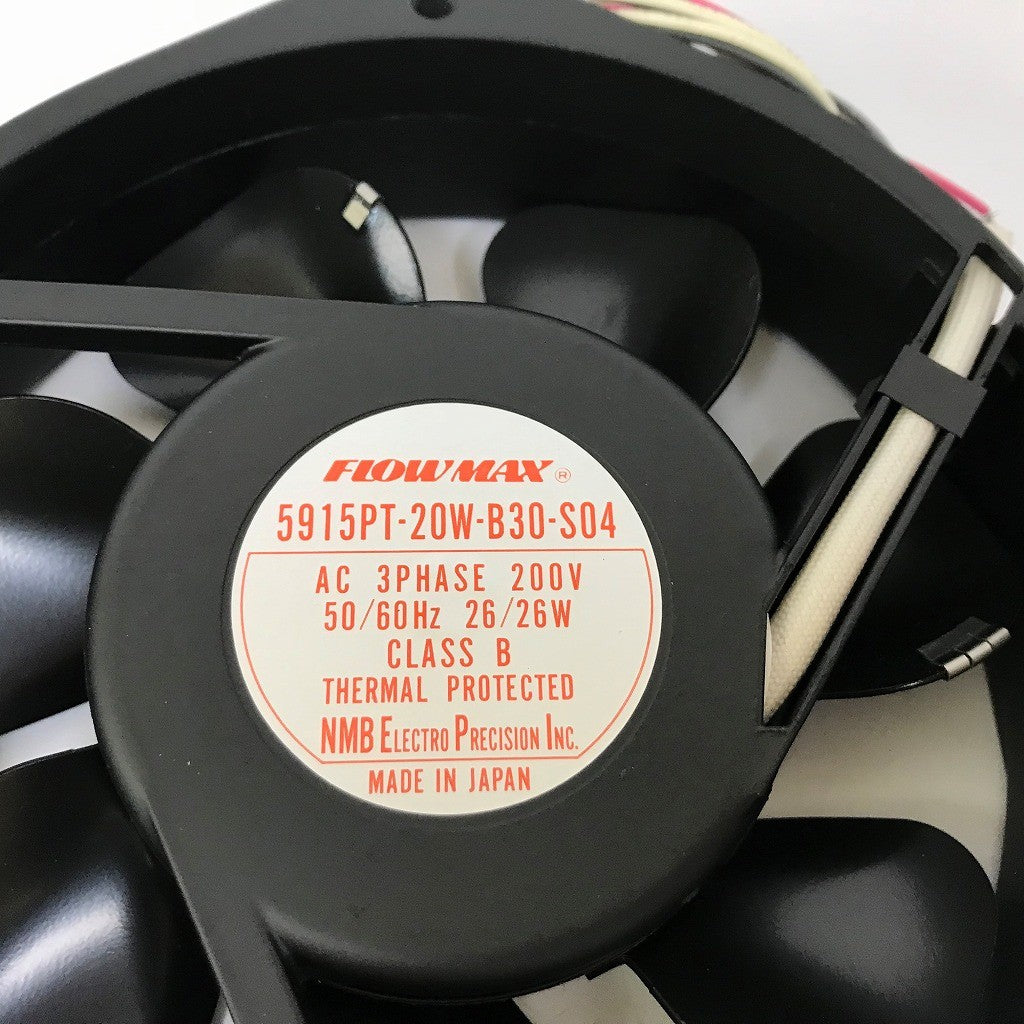 FLOWMAX ®
5915PT-20W-B30-S04
AC 3PHASE 200V
50/60Hz 26/26W
CLASS B
THERMAL PROTECTED
NMB ELECTRO PRECISION INC.
MADE IN JAPAN